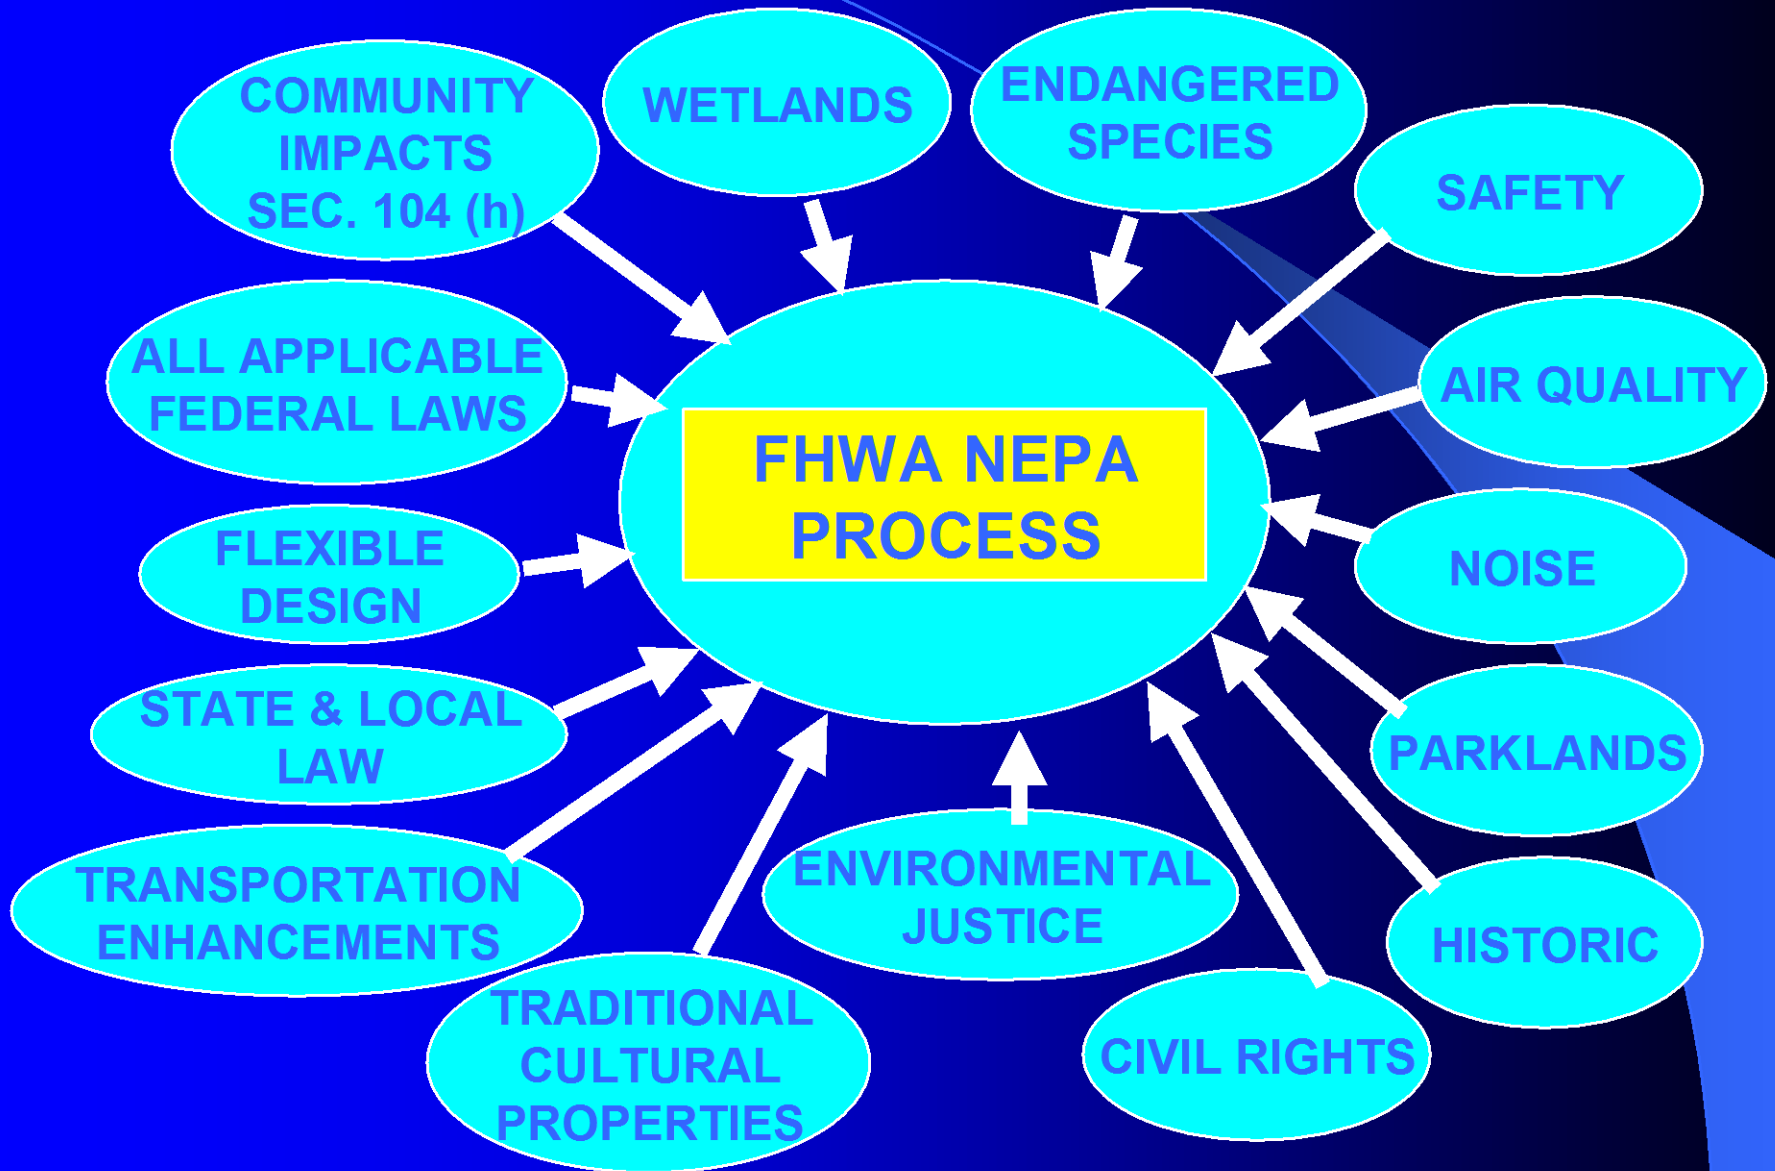 COMMUNITY
IMPACTS
SEC. 104 (h)
WETLANDS
ENDANGERED
SPECIES
SAFETY
ALL APPLICABLE
FEDERAL LAWS
AIR QUALITY
FHWA NEPA
PROCESS
FLEXIBLE
DESIGN
NOISE
STATE & LOCAL
LAW
PARKLANDS
TRANSPORTATION
ENHANCEMENTS
ENVIRONMENTAL
JUSTICE
HISTORIC
TRADITIONAL
CULTURAL
PROPERTIES
CIVIL RIGHTS